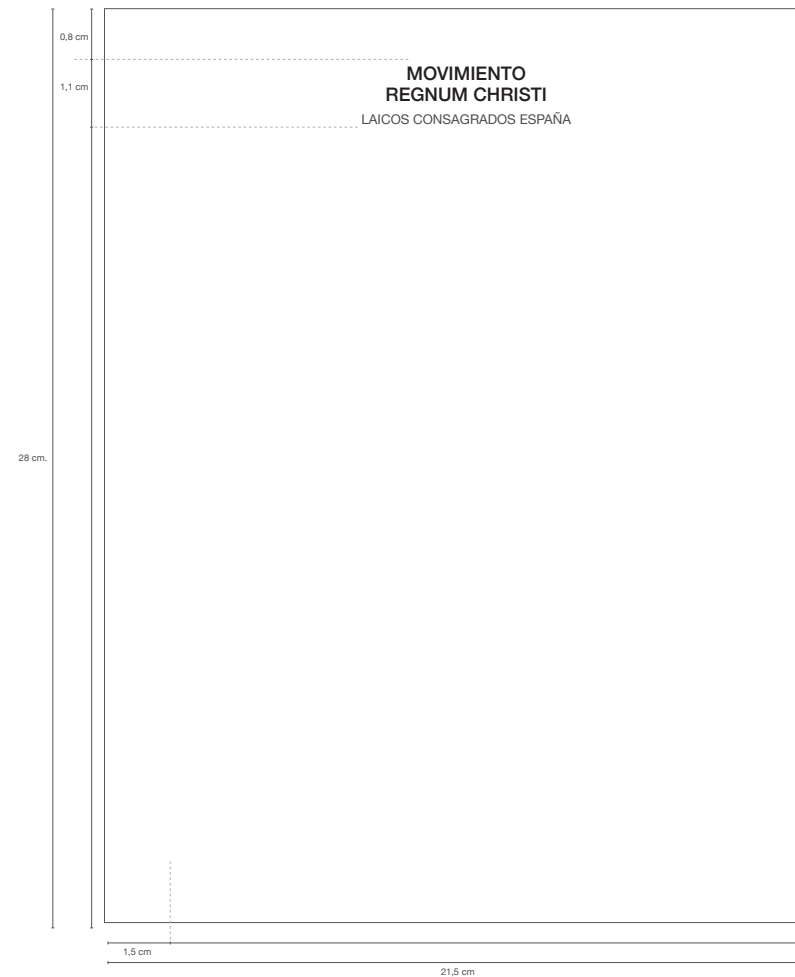 0,8 cm
MOVIMIENTO
REGNUM CHRISTI
1,1 cm
LAICOS CONSAGRADOS ESPAÑA
28 cm.
1,5 cm
21,5 cm